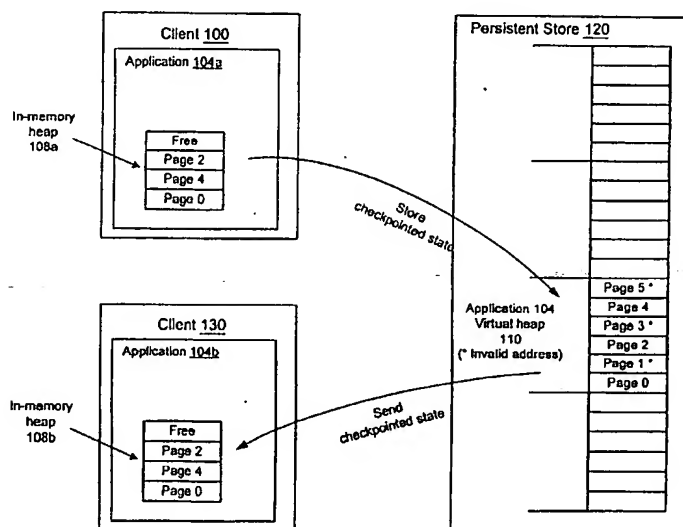 Client 100
Application 104a
In-memory
heap
108a
Free
Page 2
Page 4
Page 0
Store
checkpointed state
Persistent Store 120
Page 5 *
Page 4
Page 3 *
Page 2
Page 1 *
Page 0
Application 104
Virtual heap
110
(* Invalid address)
Send
checkpointed state
Client 130
Application 104b
In-memory
heap
108b
Free
Page 2
Page 4
Page 0